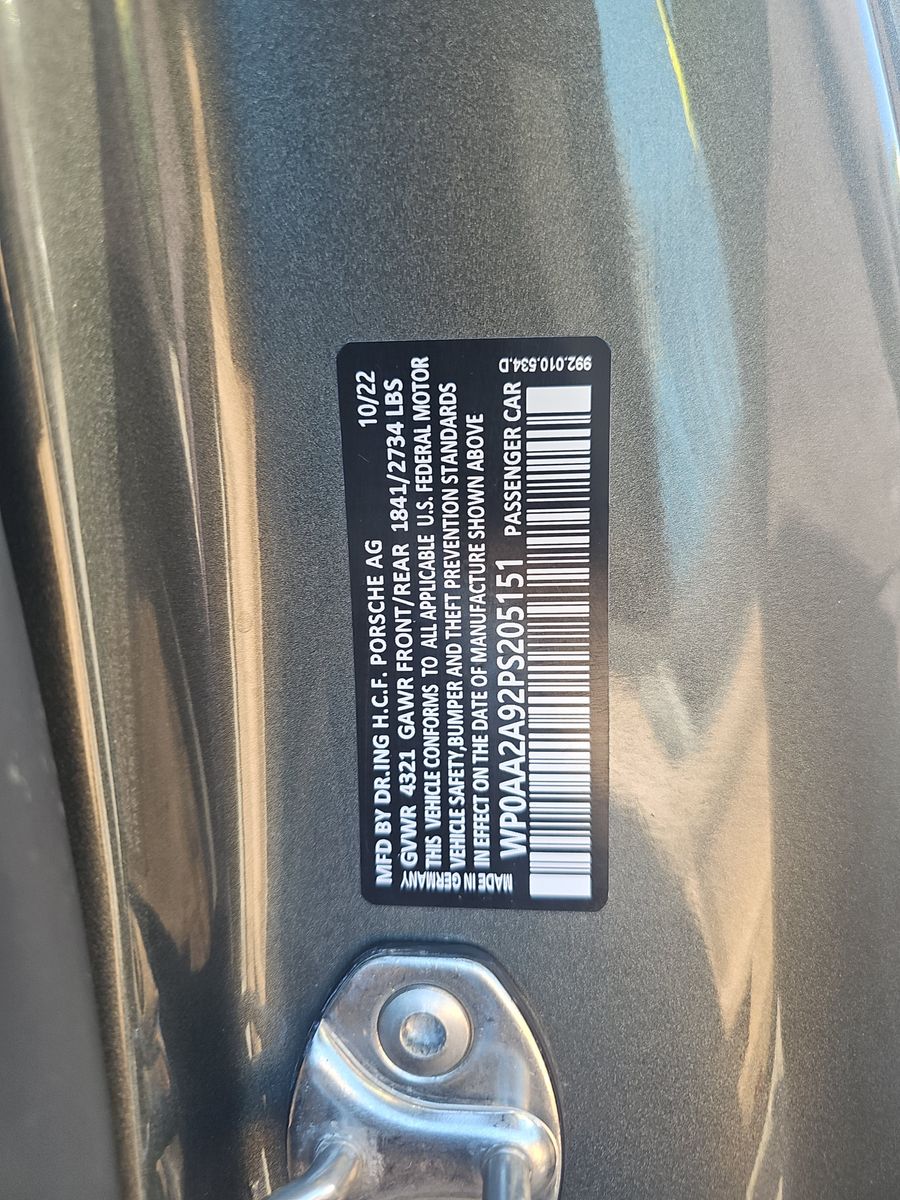 MFD BY DR.ING H.C.F. PORSCHE AG 10/22
GVWR 4321 GAWR FRONT/REAR 1841/2734 LBS
THIS VEHICLE CONFORMS TO ALL APPLICABLE U.S. FEDERAL MOTOR
VEHICLE SAFETY,BUMPER AND THEFT PREVENTION STANDARDS
IN EFFECT ON THE DATE OF MANUFACTURE SHOWN ABOVE
WP0AA2A92PS205151 PASSENGER CAR
MADE IN GERMANY
992.010.534.D